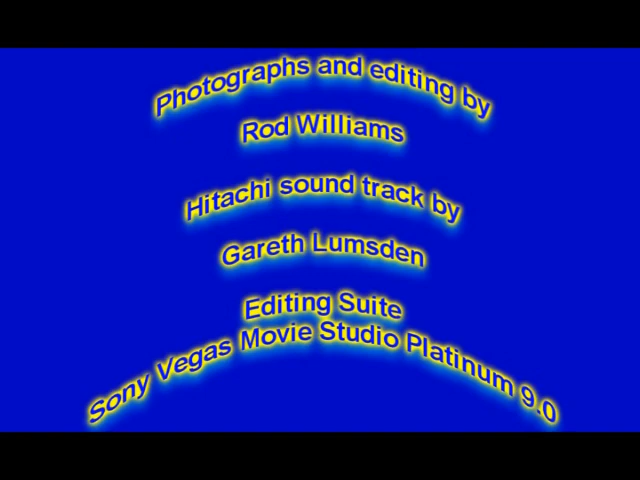 Photographs and editing by
Rod Williams
Hitachi sound track by
Gareth Lumsden
Editing Suite
Sony Vegas Movie Studio Platinum 9.0